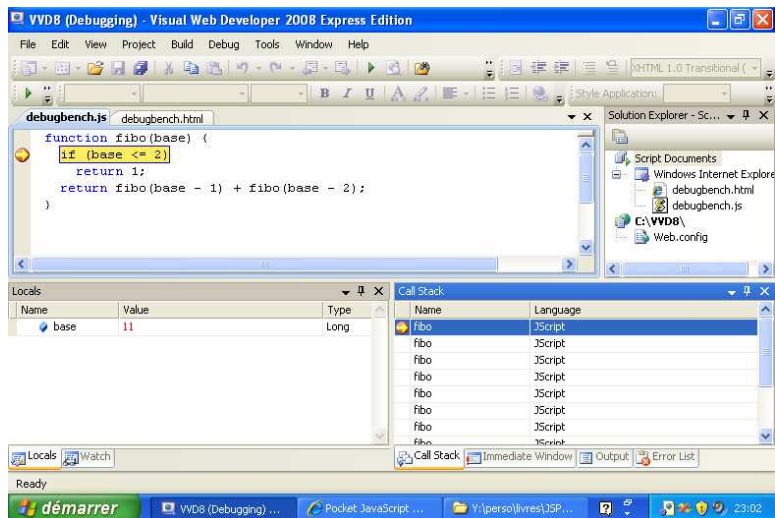 VVD8 (Debugging) - Visual Web Developer 2008 Express Edition
File Edit View Project Build Debug Tools Window Help
XHTML 1.0 Transitional (
B I U A Style Application:
debugbench.js debugbench.html
Solution Explorer - Sc...
function fibo(base) {
if (base <= 2)
return 1;
return fibo(base - 1) + fibo(base - 2);
}
Script Documents
Windows Internet Explore
debugbench.html
debugbench.js
C:\VVD8\
Web.config
Locals
Name Value Type
base 11 Long
Call Stack
Name Language
fibo JScript
fibo JScript
fibo JScript
fibo JScript
fibo JScript
fibo JScript
fibo JScript
fibo JScript
Locals Watch
Call Stack Immediate Window Output Error List
Ready
démarrer VVD8 (Debugging) ... Pocket JavaScript ... Y:\perso\livres\JSP... 23:02